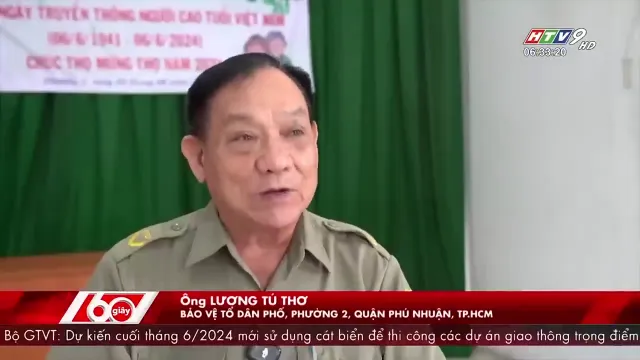 NGÀY TRUYỀN THỐNG NGƯỜI CAO TUỔI VIỆT NAM
(06/6/1941 - 06/6/2024)
CHÚC THỌ MỪNG THỌ NĂM
HTV9 HD
06:33:20
60 giây
Ông LƯƠNG TÚ THƠ
BẢO VỆ TỔ DÂN PHỐ, PHƯỜNG 2, QUẬN PHÚ NHUẬN, TP.HCM
Bộ GTVT: Dự kiến cuối tháng 6/2024 mới sử dụng cát biển để thi công các dự án giao thông trọng điểm